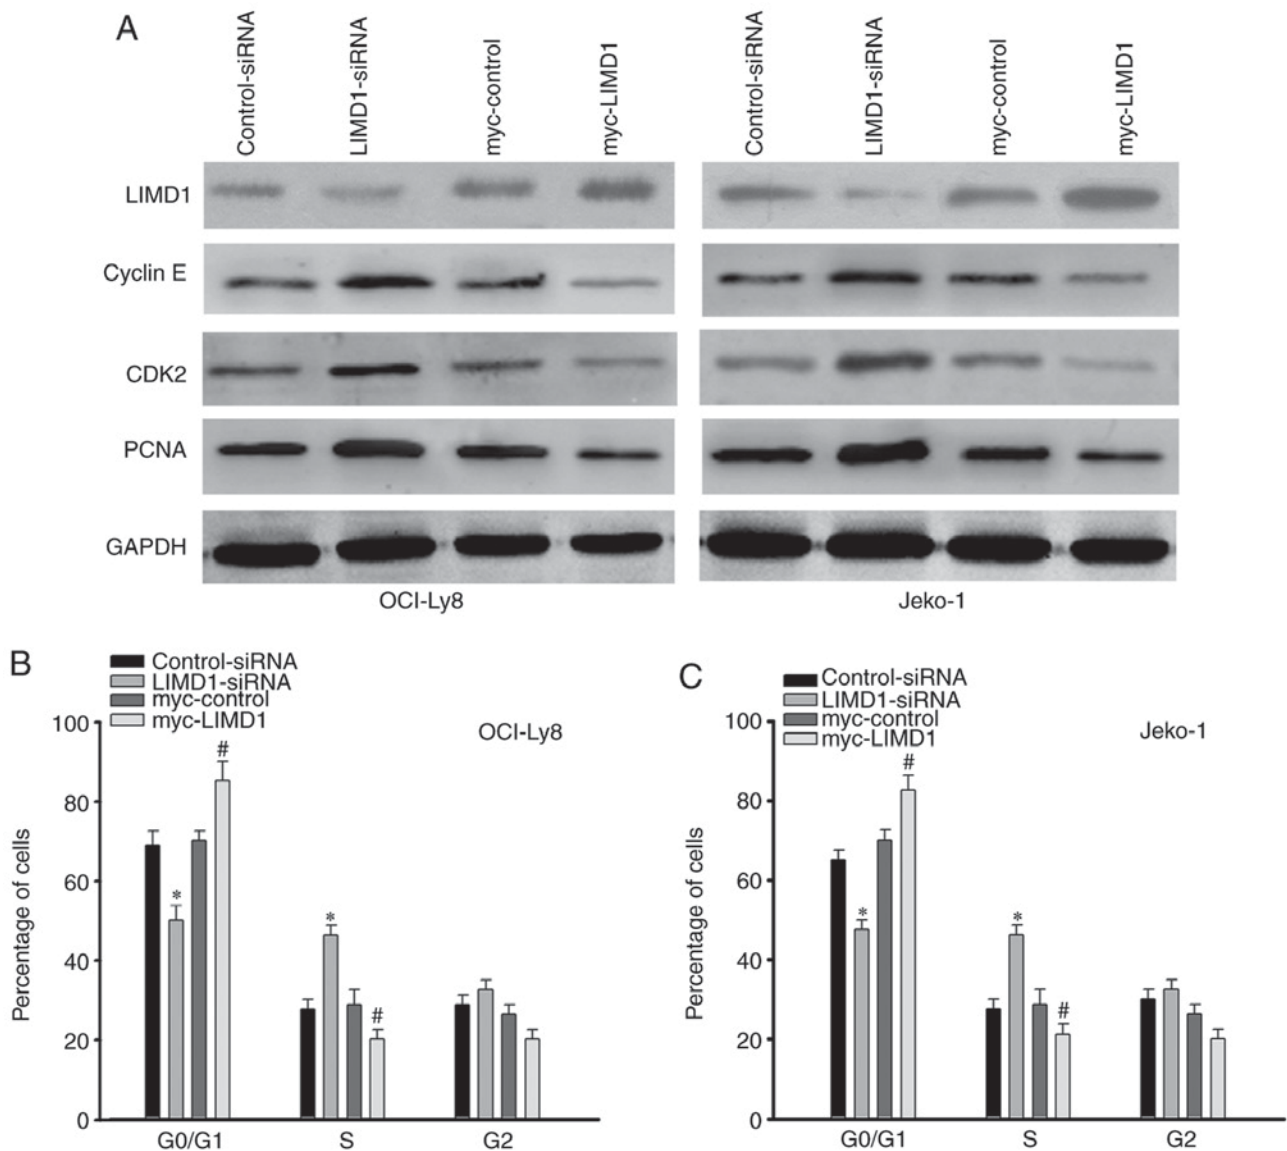 A
Control-siRNA
LIMD1-siRNA
myc-control
myc-LIMD1
Control-siRNA
LIMD1-siRNA
myc-control
myc-LIMD1
LIMD1
Cyclin E
CDK2
PCNA
GAPDH
OCI-Ly8
Jeko-1
B
Control-siRNA
LIMD1-siRNA
myc-control
myc-LIMD1
OCI-Ly8
Percentage of cells
100
80
60
40
20
0
#
*
*
#
G0/G1
S
G2
C
Control-siRNA
LIMD1-siRNA
myc-control
myc-LIMD1
Jeko-1
Percentage of cells
100
80
60
40
20
0
#
*
*
#
G0/G1
S
G2